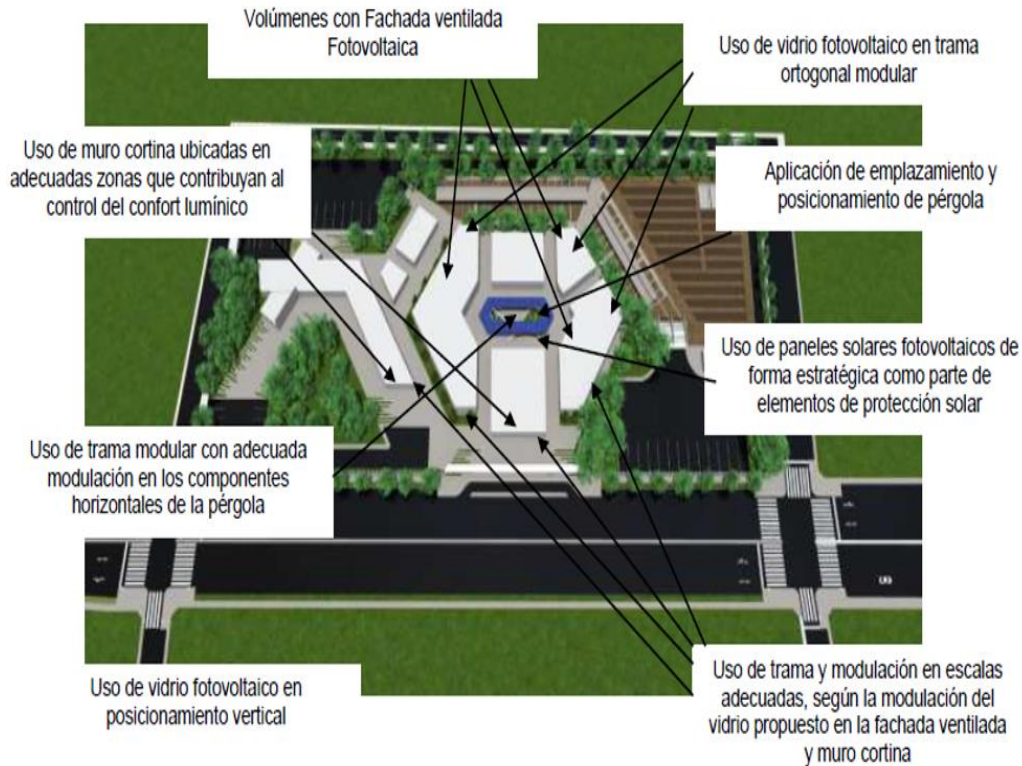 Volúmenes con Fachada ventilada
Fotovoltaica
Uso de vidrio fotovoltaico en trama
ortogonal modular
Uso de muro cortina ubicadas en
adecuadas zonas que contribuyan al
control del confort lumínico
Aplicación de emplazamiento y
posicionamiento de pérgola
Uso de paneles solares fotovoltaicos de
forma estratégica como parte de
elementos de protección solar
Uso de trama modular con adecuada
modulación en los componentes
horizontales de la pérgola
Uso de vidrio fotovoltaico en
posicionamiento vertical
Uso de trama y modulación en escalas
adecuadas, según la modulación del
vidrio propuesto en la fachada ventilada
y muro cortina